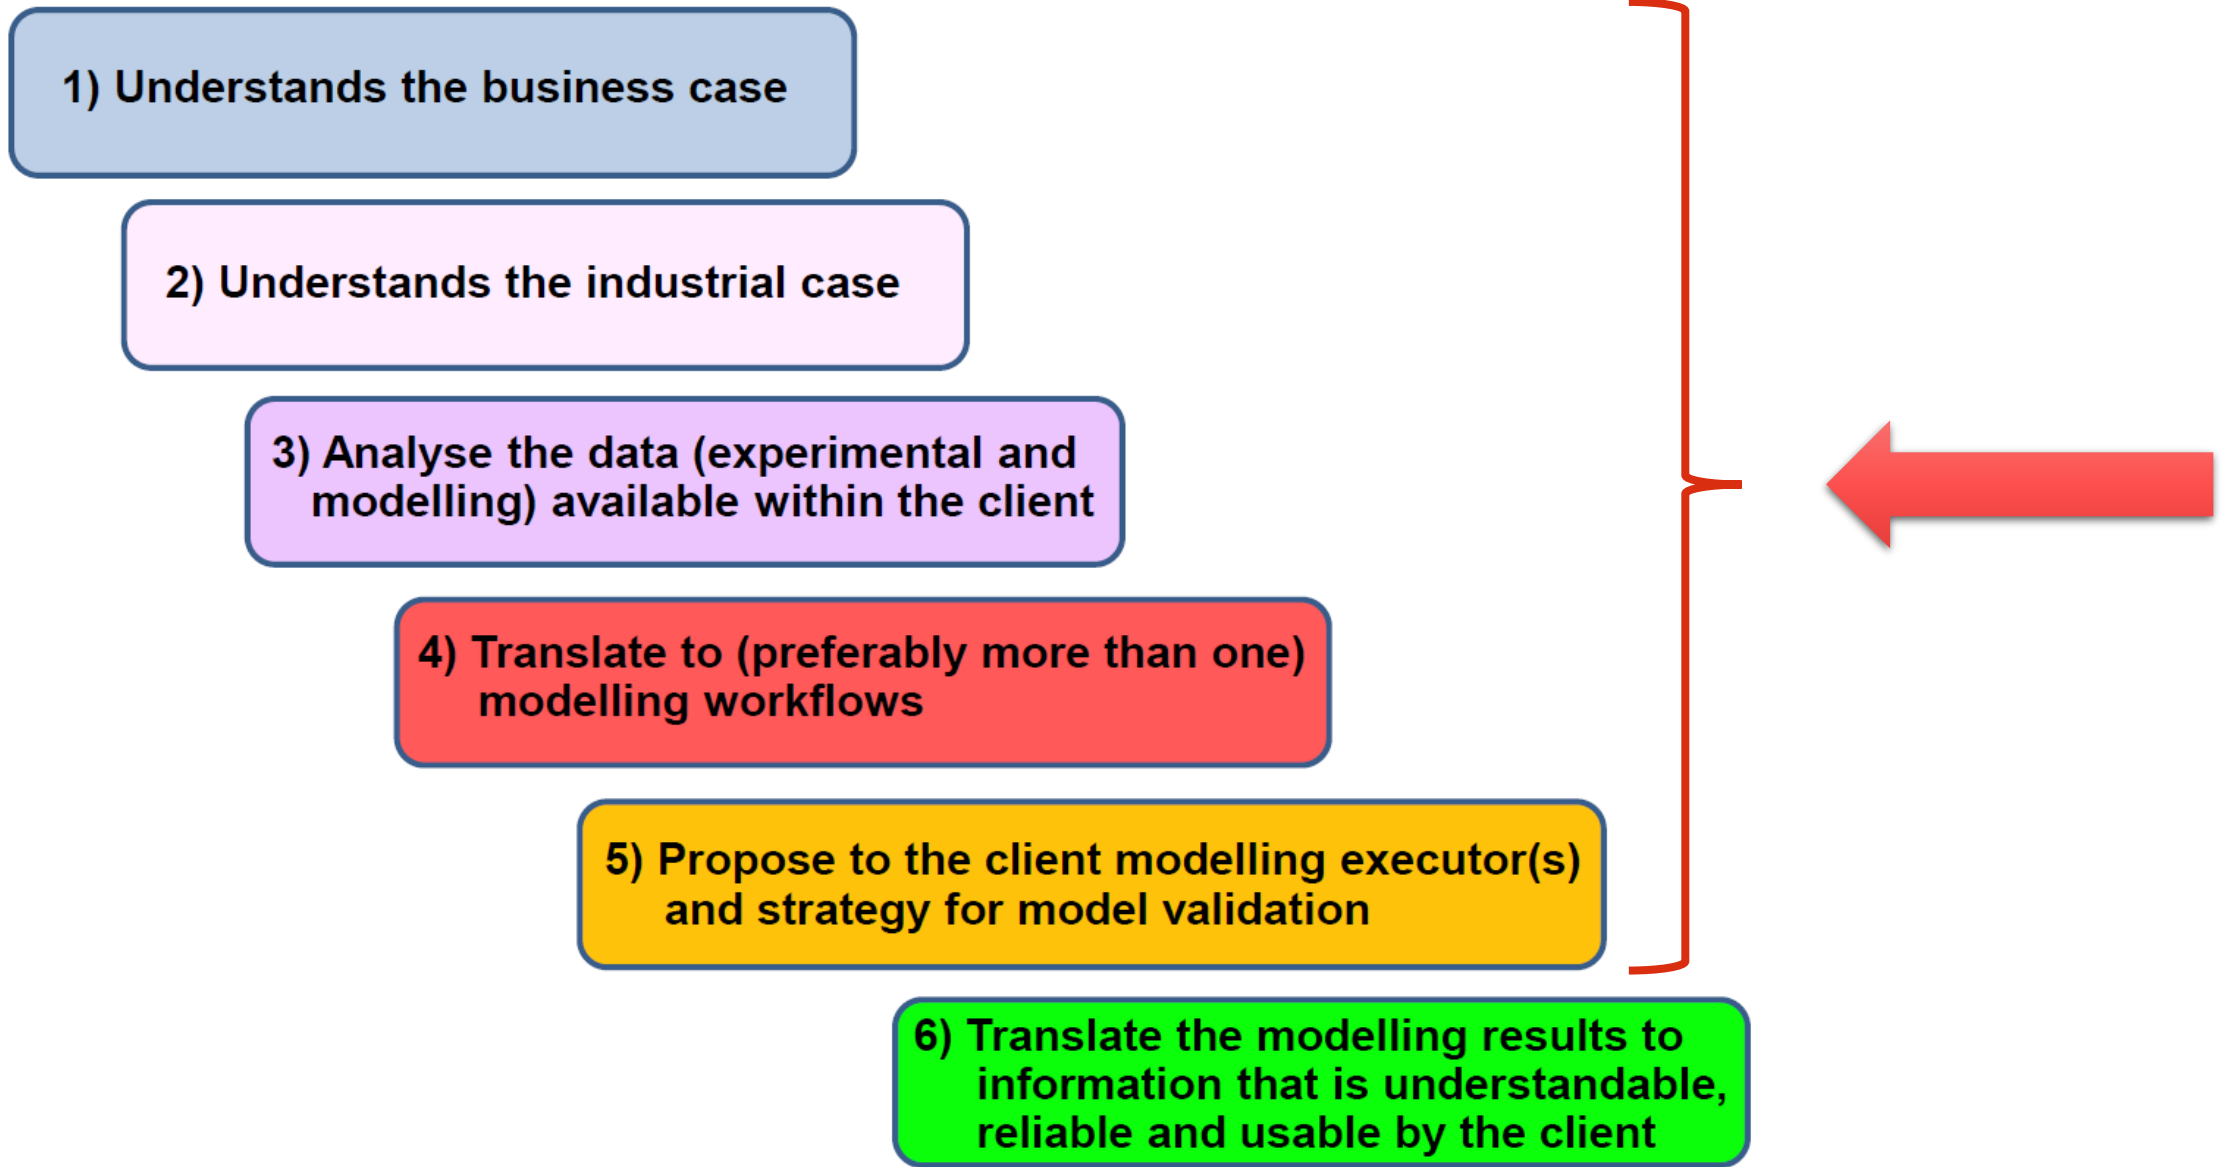 1) Understands the business case
2) Understands the industrial case
3) Analyse the data (experimental and
modelling) available within the client
4) Translate to (preferably more than one)
modelling workflows
5) Propose to the client modelling executor(s)
and strategy for model validation
6) Translate the modelling results to
information that is understandable,
reliable and usable by the client